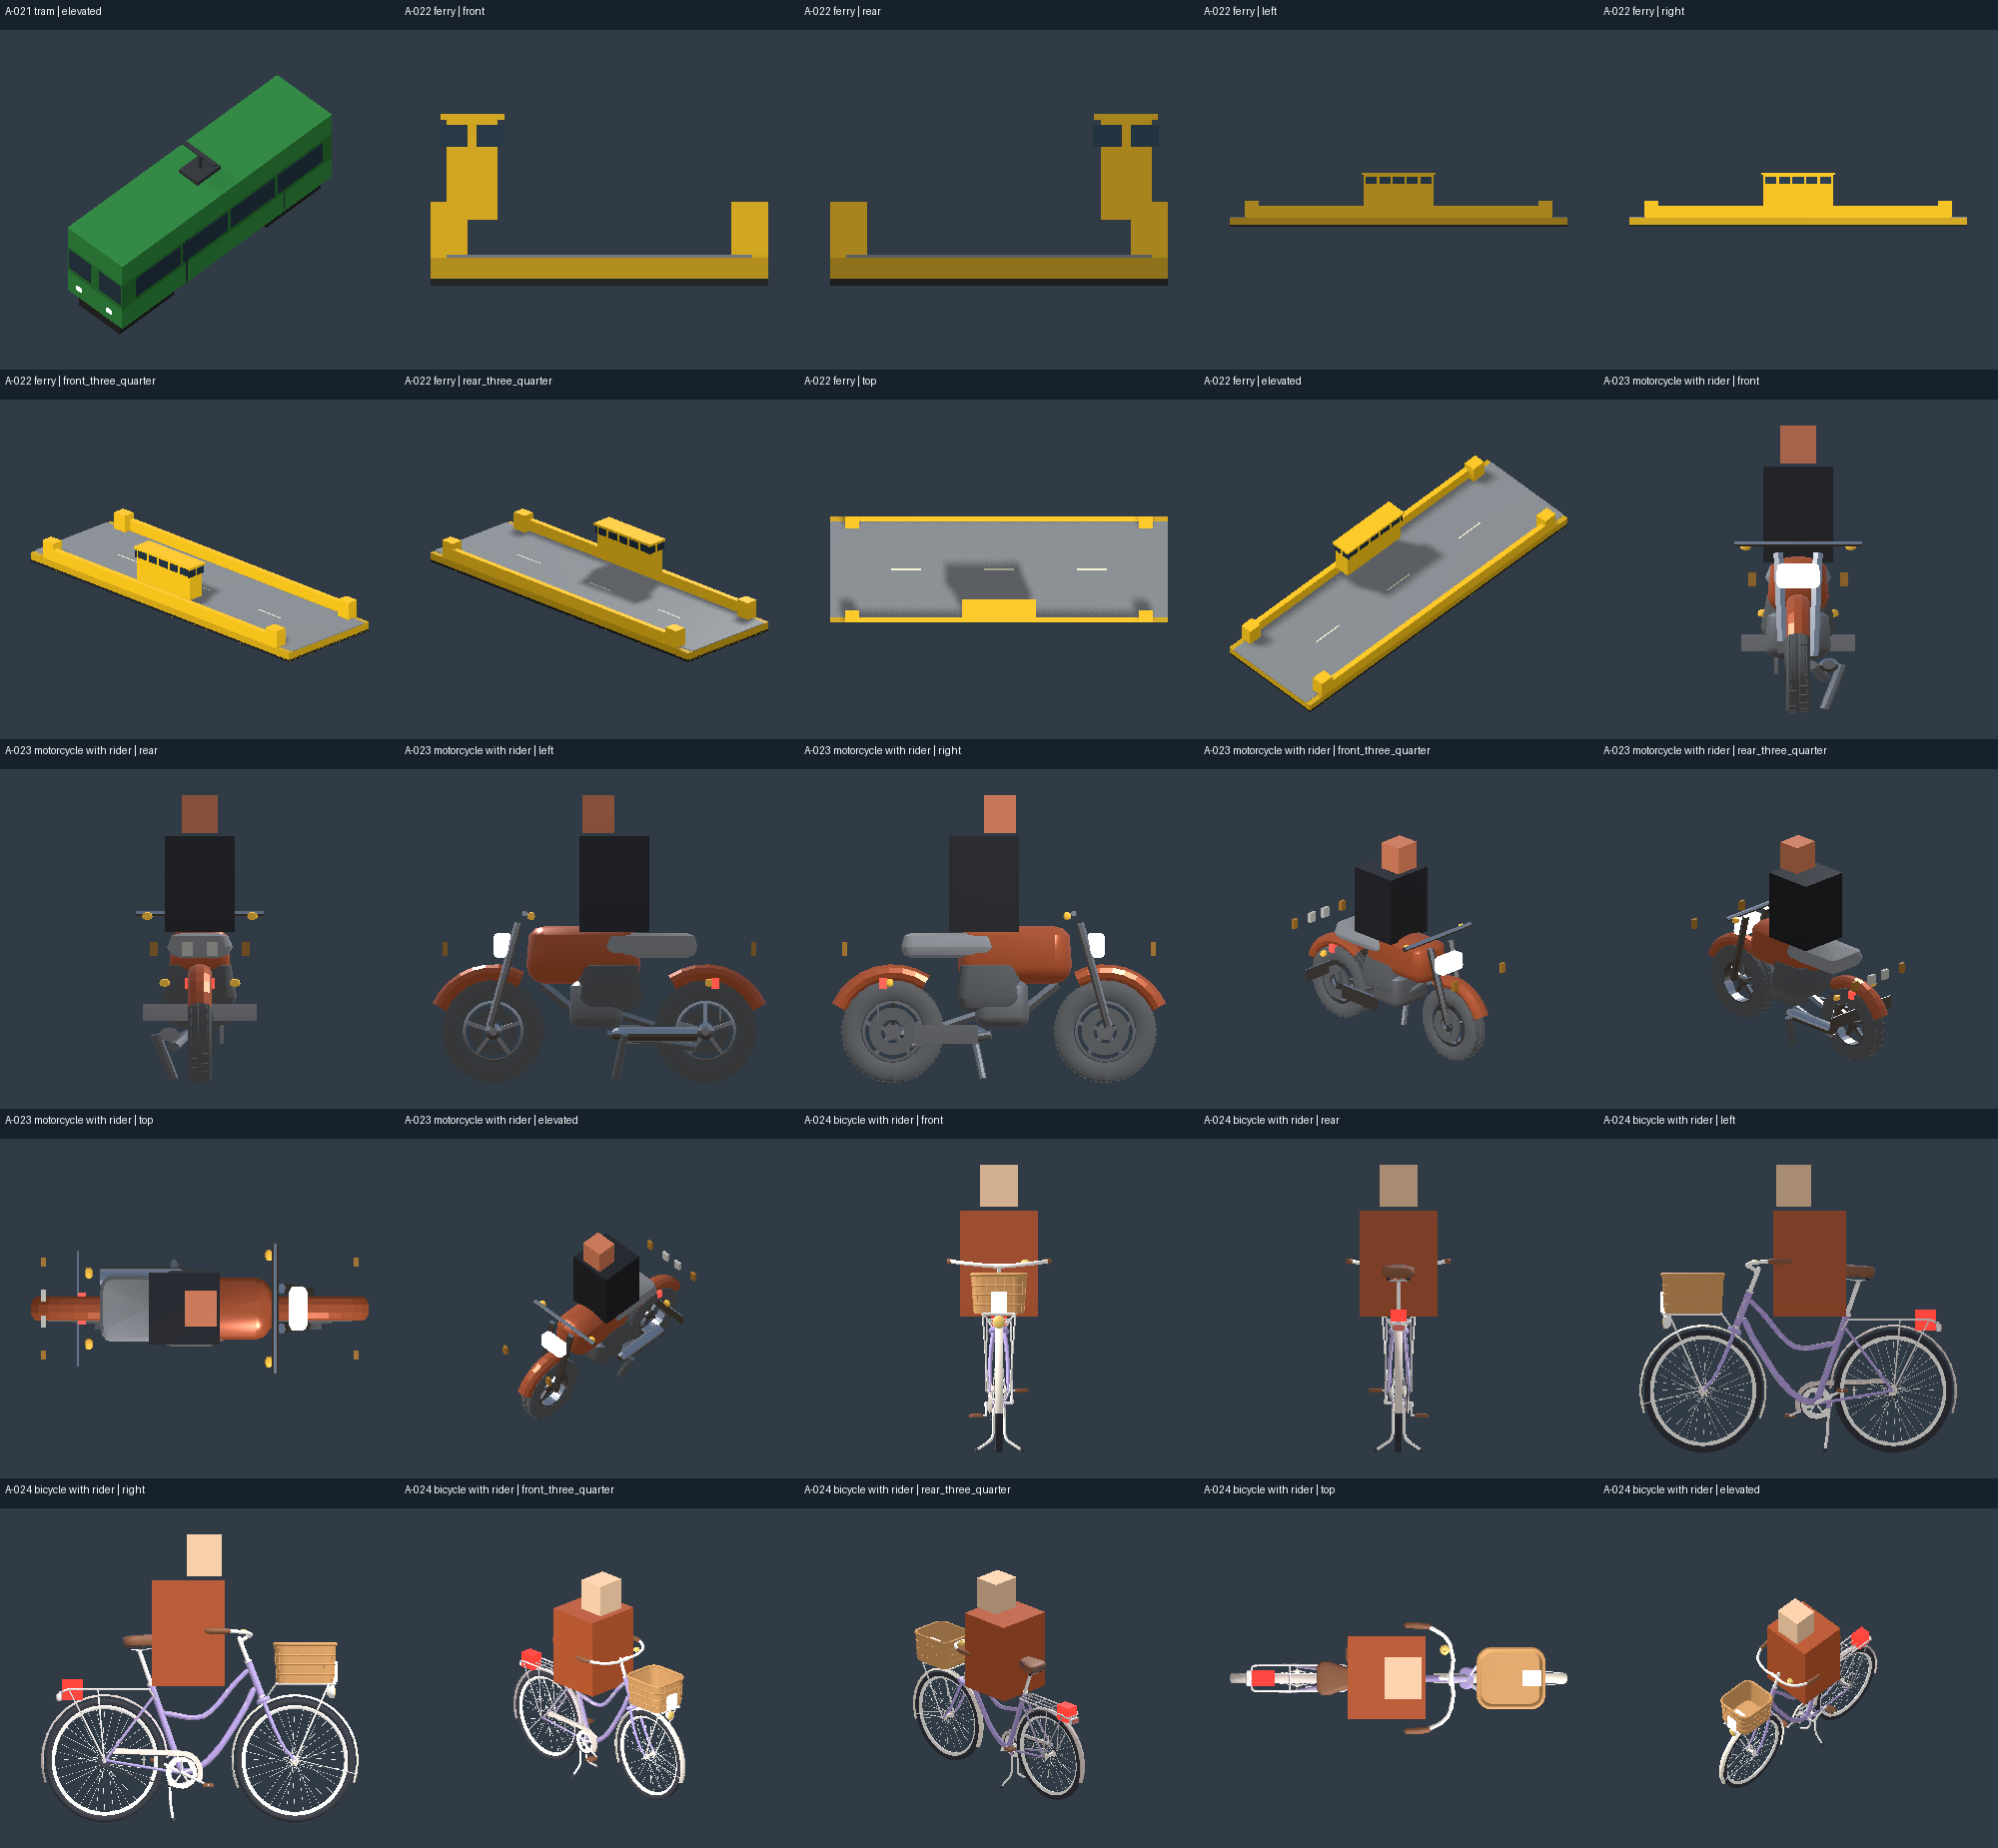 A-021 tram | elevated
A-022 ferry | front
A-022 ferry | rear
A-022 ferry | left
A-022 ferry | right
A-022 ferry | front_three_quarter
A-022 ferry | rear_three_quarter
A-022 ferry | top
A-022 ferry | elevated
A-023 motorcycle with rider | front
A-023 motorcycle with rider | rear
A-023 motorcycle with rider | left
A-023 motorcycle with rider | right
A-023 motorcycle with rider | front_three_quarter
A-023 motorcycle with rider | rear_three_quarter
A-023 motorcycle with rider | top
A-023 motorcycle with rider | elevated
A-024 bicycle with rider | front
A-024 bicycle with rider | rear
A-024 bicycle with rider | left
A-024 bicycle with rider | right
A-024 bicycle with rider | front_three_quarter
A-024 bicycle with rider | rear_three_quarter
A-024 bicycle with rider | top
A-024 bicycle with rider | elevated